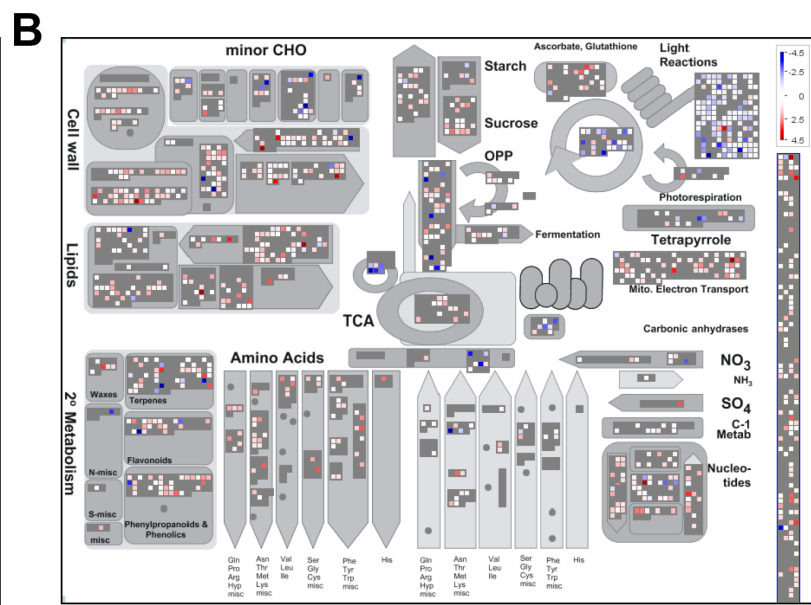 B
minor CHO
Ascorbate, Glutathione
Light
Reactions
Starch
Sucrose
OPP
Cell wall
Photorespiration
Fermentation
Tetrapyrrole
Mito. Electron Transport
Lipids
TCA
Carbonic anhydrases
Amino Acids
NO3
NH3
SO4
C-1
Metab
Nucleo-
tides
2º Metabolism
Waxes
Terpenes
N-misc
Flavonoids
S-misc
misc
Phenylpropanoids &
Phenolics
Gln
Pro
Arg
Hyp
misc
Asn
Thr
Met
Lys
misc
Val
Leu
Ile
Ser
Gly
Cys
misc
Phe
Tyr
Trp
misc
His
Gln
Pro
Arg
Hyp
misc
Asn
Thr
Met
Lys
misc
Val
Leu
Ile
Ser
Gly
Cys
misc
Phe
Tyr
Trp
misc
His
-4.5
-2.5
0
2.5
4.5